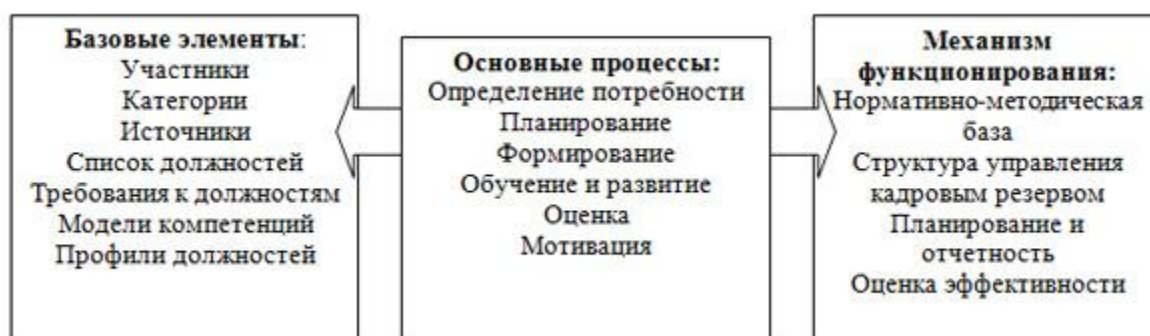 Базовые элементы:
Участники
Категории
Источники
Список должностей
Требования к должностям
Модели компетенций
Профили должностей
Основные процессы:
Определение потребности
Планирование
Формирование
Обучение и развитие
Оценка
Мотивация
Механизм
функционирования:
Нормативно-методическая
база
Структура управления
кадровым резервом
Планирование и
отчетность
Оценка эффективности